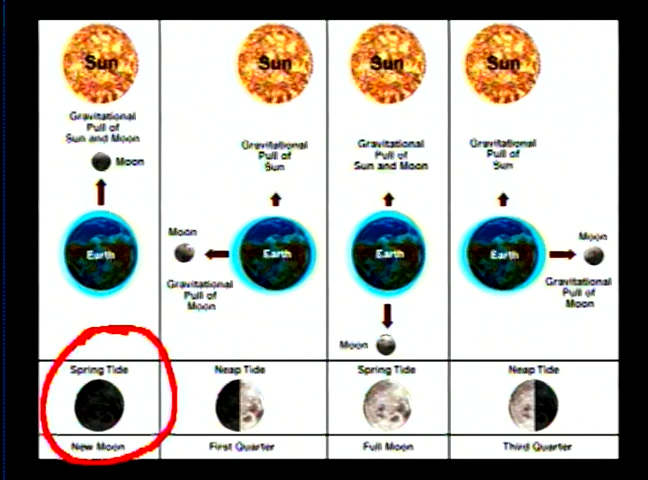 Sun
Gravitational
Pull of
Sun and Moon
Moon
Earth
Spring Tide
New Moon
Sun
Gravitational
Pull of
Sun
Moon
Earth
Gravitational
Pull of
Moon
Neap Tide
First Quarter
Sun
Gravitational
Pull of
Sun and Moon
Earth
Moon
Spring Tide
Full Moon
Sun
Gravitational
Pull of
Sun
Moon
Earth
Gravitational
Pull of
Moon
Neap Tide
Third Quarter